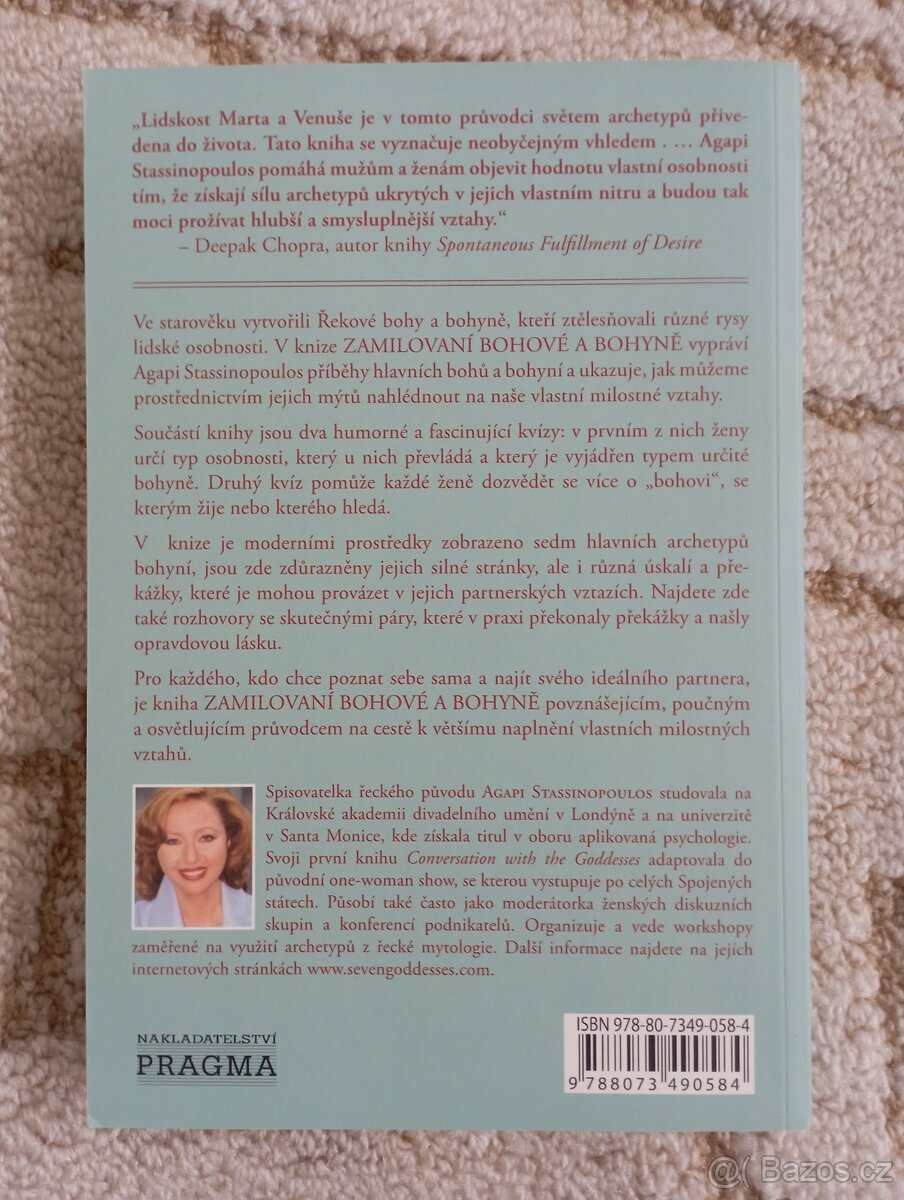 „Lidskost Marta a Venuše je v tomto průvodci světem archetypů přive-
dena do života. Tato kniha se vyznačuje neobyčejným vhledem . … Agapi
Stassinopoulos pomáhá mužům a ženám objevit hodnotu vlastní osobnosti
tím, že získají sílu archetypů ukrytých v jejich vlastním nitru a budou tak
moci prožívat hlubší a smysluplnější vztahy.“
– Deepak Chopra, autor knihy Spontaneous Fulfillment of Desire
Ve starověku vytvořili Řekové bohy a bohyně, kteří ztělesňovali různé rysy
lidské osobnosti. V knize ZAMILOVANÍ BOHOVÉ A BOHYNĚ vypráví
Agapi Stassinopoulos příběhy hlavních bohů a bohyní a ukazuje, jak můžeme
prostřednictvím jejich mýtů nahlédnout na naše vlastní milostné vztahy.
Součástí knihy jsou dva humorné a fascinující kvízy: v prvním z nich ženy
určí typ osobnosti, který u nich převládá a který je vyjádřen typem určité
bohyně. Druhý kvíz pomůže každé ženě dozvědět se více o „bohovi“, se
kterým žije nebo kterého hledá.
V knize je moderními prostředky zobrazeno sedm hlavních archetypů
bohyní, jsou zde zdůrazněny jejich silné stránky, ale i různá úskalí a pře-
kážky, které je mohou provázet v jejich partnerských vztazích. Najdete zde
také rozhovory se skutečnými páry, které v praxi překonaly překážky a našly
opravdovou lásku.
Pro každého, kdo chce poznat sebe sama a najít svého ideálního partnera,
je kniha ZAMILOVANÍ BOHOVÉ A BOHYNĚ povznášejícím, poučným
a osvětlujícím průvodcem na cestě k většímu naplnění vlastních milostných
vztahů.
Spisovatelka řeckého původu AGAPI STASSINOPOULOS studovala na
Královské akademii divadelního umění v Londýně a na univerzitě
v Santa Monice, kde získala titul v oboru aplikovaná psychologie.
Svoji první knihu Conversation with the Goddesses adaptovala do
původní one-woman show, se kterou vystupuje po celých Spojených
státech. Působí také často jako moderátorka ženských diskuzních
skupin a konferencí podnikatelů. Organizuje a vede workshopy
zaměřené na využití archetypů z řecké mytologie. Další informace najdete na jejích
internetových stránkách www.sevengoddesses.com.
NAKLADATELSTVÍ
PRAGMA
ISBN 978-80-7349-058-4
9 788073 490584
@ Bazos.cz